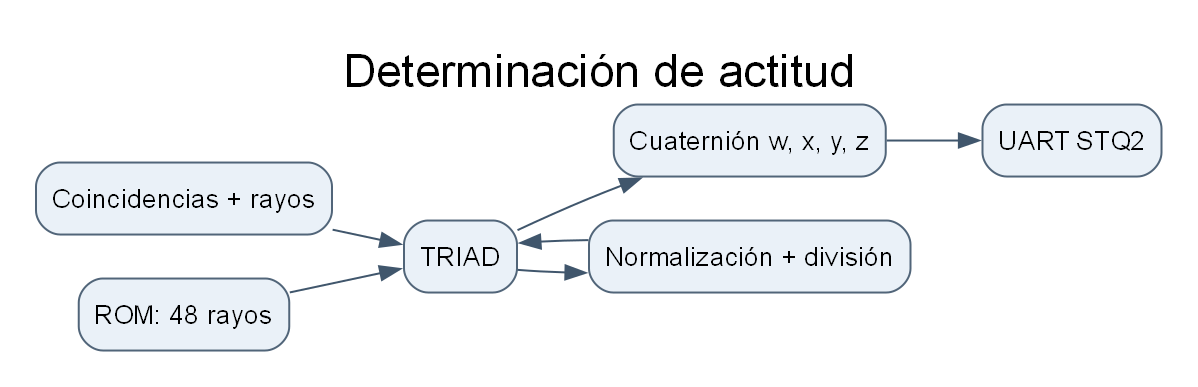 Determinación de actitud
Cuaternión w, x, y, z
UART STQ2
Coincidencias + rayos
TRIAD
Normalización + división
ROM: 48 rayos